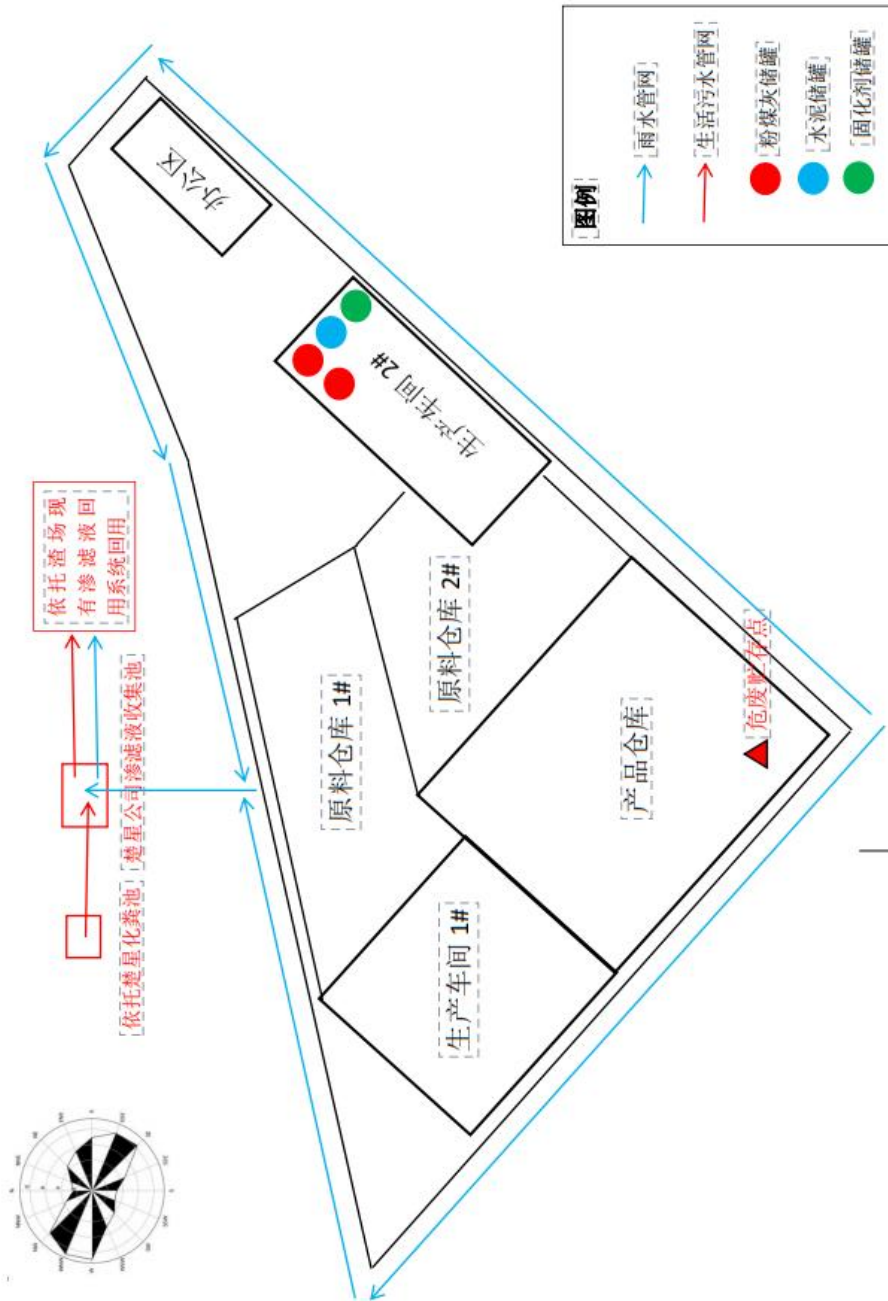 依托楚星化粪池
楚星公司渗滤液收集池
依托渣场现
有渗滤液回
用系统回用
原料仓库 1#
生产车间 1#
原料仓库 2#
产品仓库
危废贮存点
生产车间 2#
办公区
图例
雨水管网
生活污水管网
粉煤灰储罐
水泥储罐
固化剂储罐